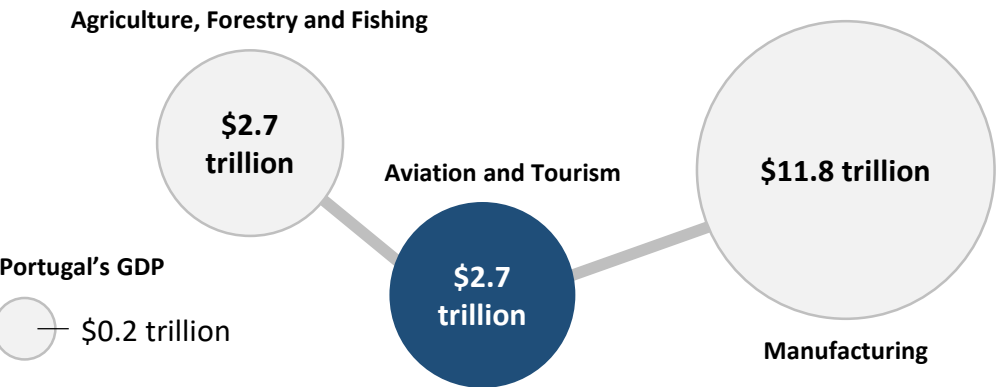 Agriculture, Forestry and Fishing
$2.7
trillion
Aviation and Tourism
$2.7
trillion
$11.8 trillion
Manufacturing
Portugal’s GDP
$0.2 trillion